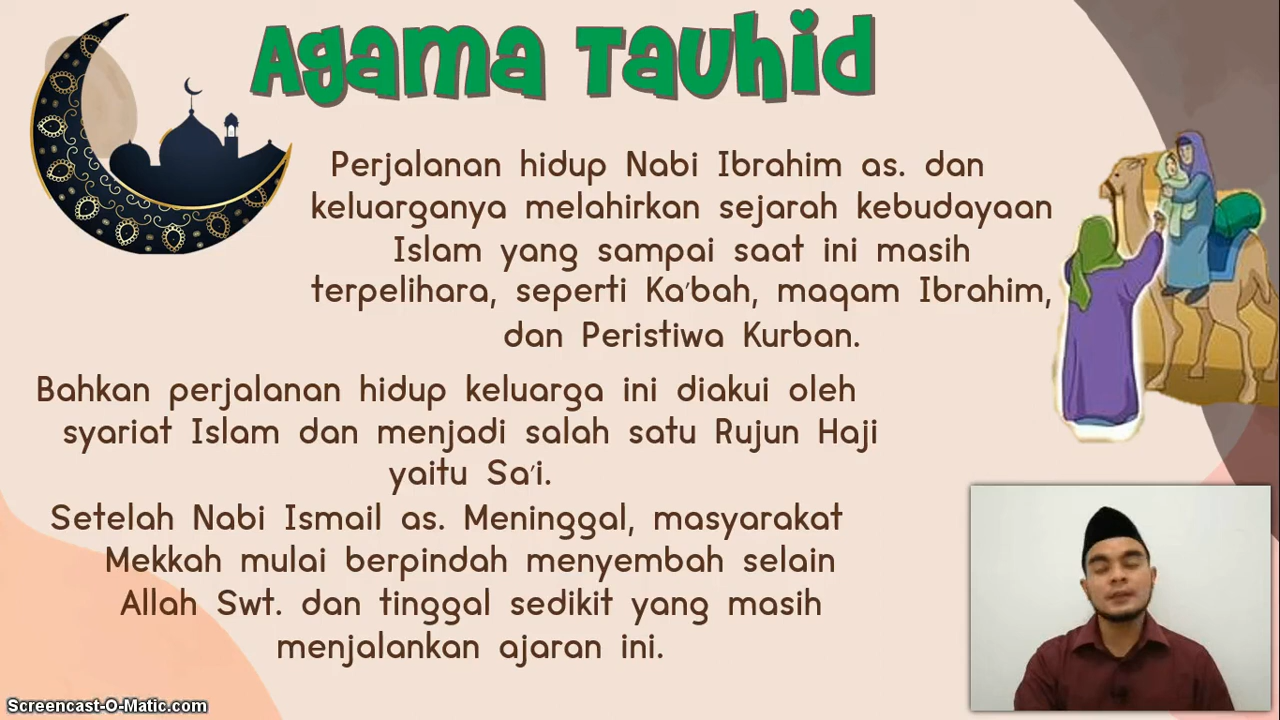 Agama Tauhid
Perjalanan hidup Nabi Ibrahim as. dan
keluarganya melahirkan sejarah kebudayaan
Islam yang sampai saat ini masih
terpelihara, seperti Ka'bah, maqam Ibrahim,
dan Peristiwa Kurban.
Bahkan perjalanan hidup keluarga ini diakui oleh
syariat Islam dan menjadi salah satu Rujun Haji
yaitu Sa'i.
Setelah Nabi Ismail as. Meninggal, masyarakat
Mekkah mulai berpindah menyembah selain
Allah Swt. dan tinggal sedikit yang masih
menjalankan ajaran ini.
Screencast-O-Matic.com